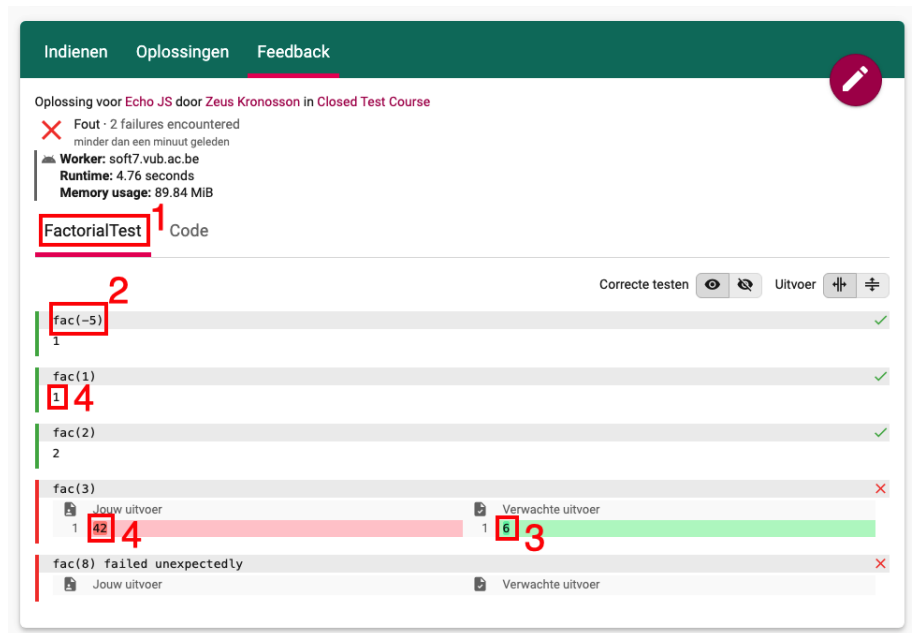 Indienen Oplossingen Feedback
Oplossing voor Echo JS door Zeus Kronosson in Closed Test Course
Fout · 2 failures encountered
minder dan een minuut geleden
Worker: soft7.vub.ac.be
Runtime: 4.76 seconds
Memory usage: 89.84 MiB
FactorialTest 1 Code
Correcte testen Uitvoer
2
fac(-5)
1
fac(1)
1 4
fac(2)
2
fac(3)
Jouw uitvoer Verwachte uitvoer
1 42 4 1 6 3
fac(8) failed unexpectedly
Jouw uitvoer Verwachte uitvoer